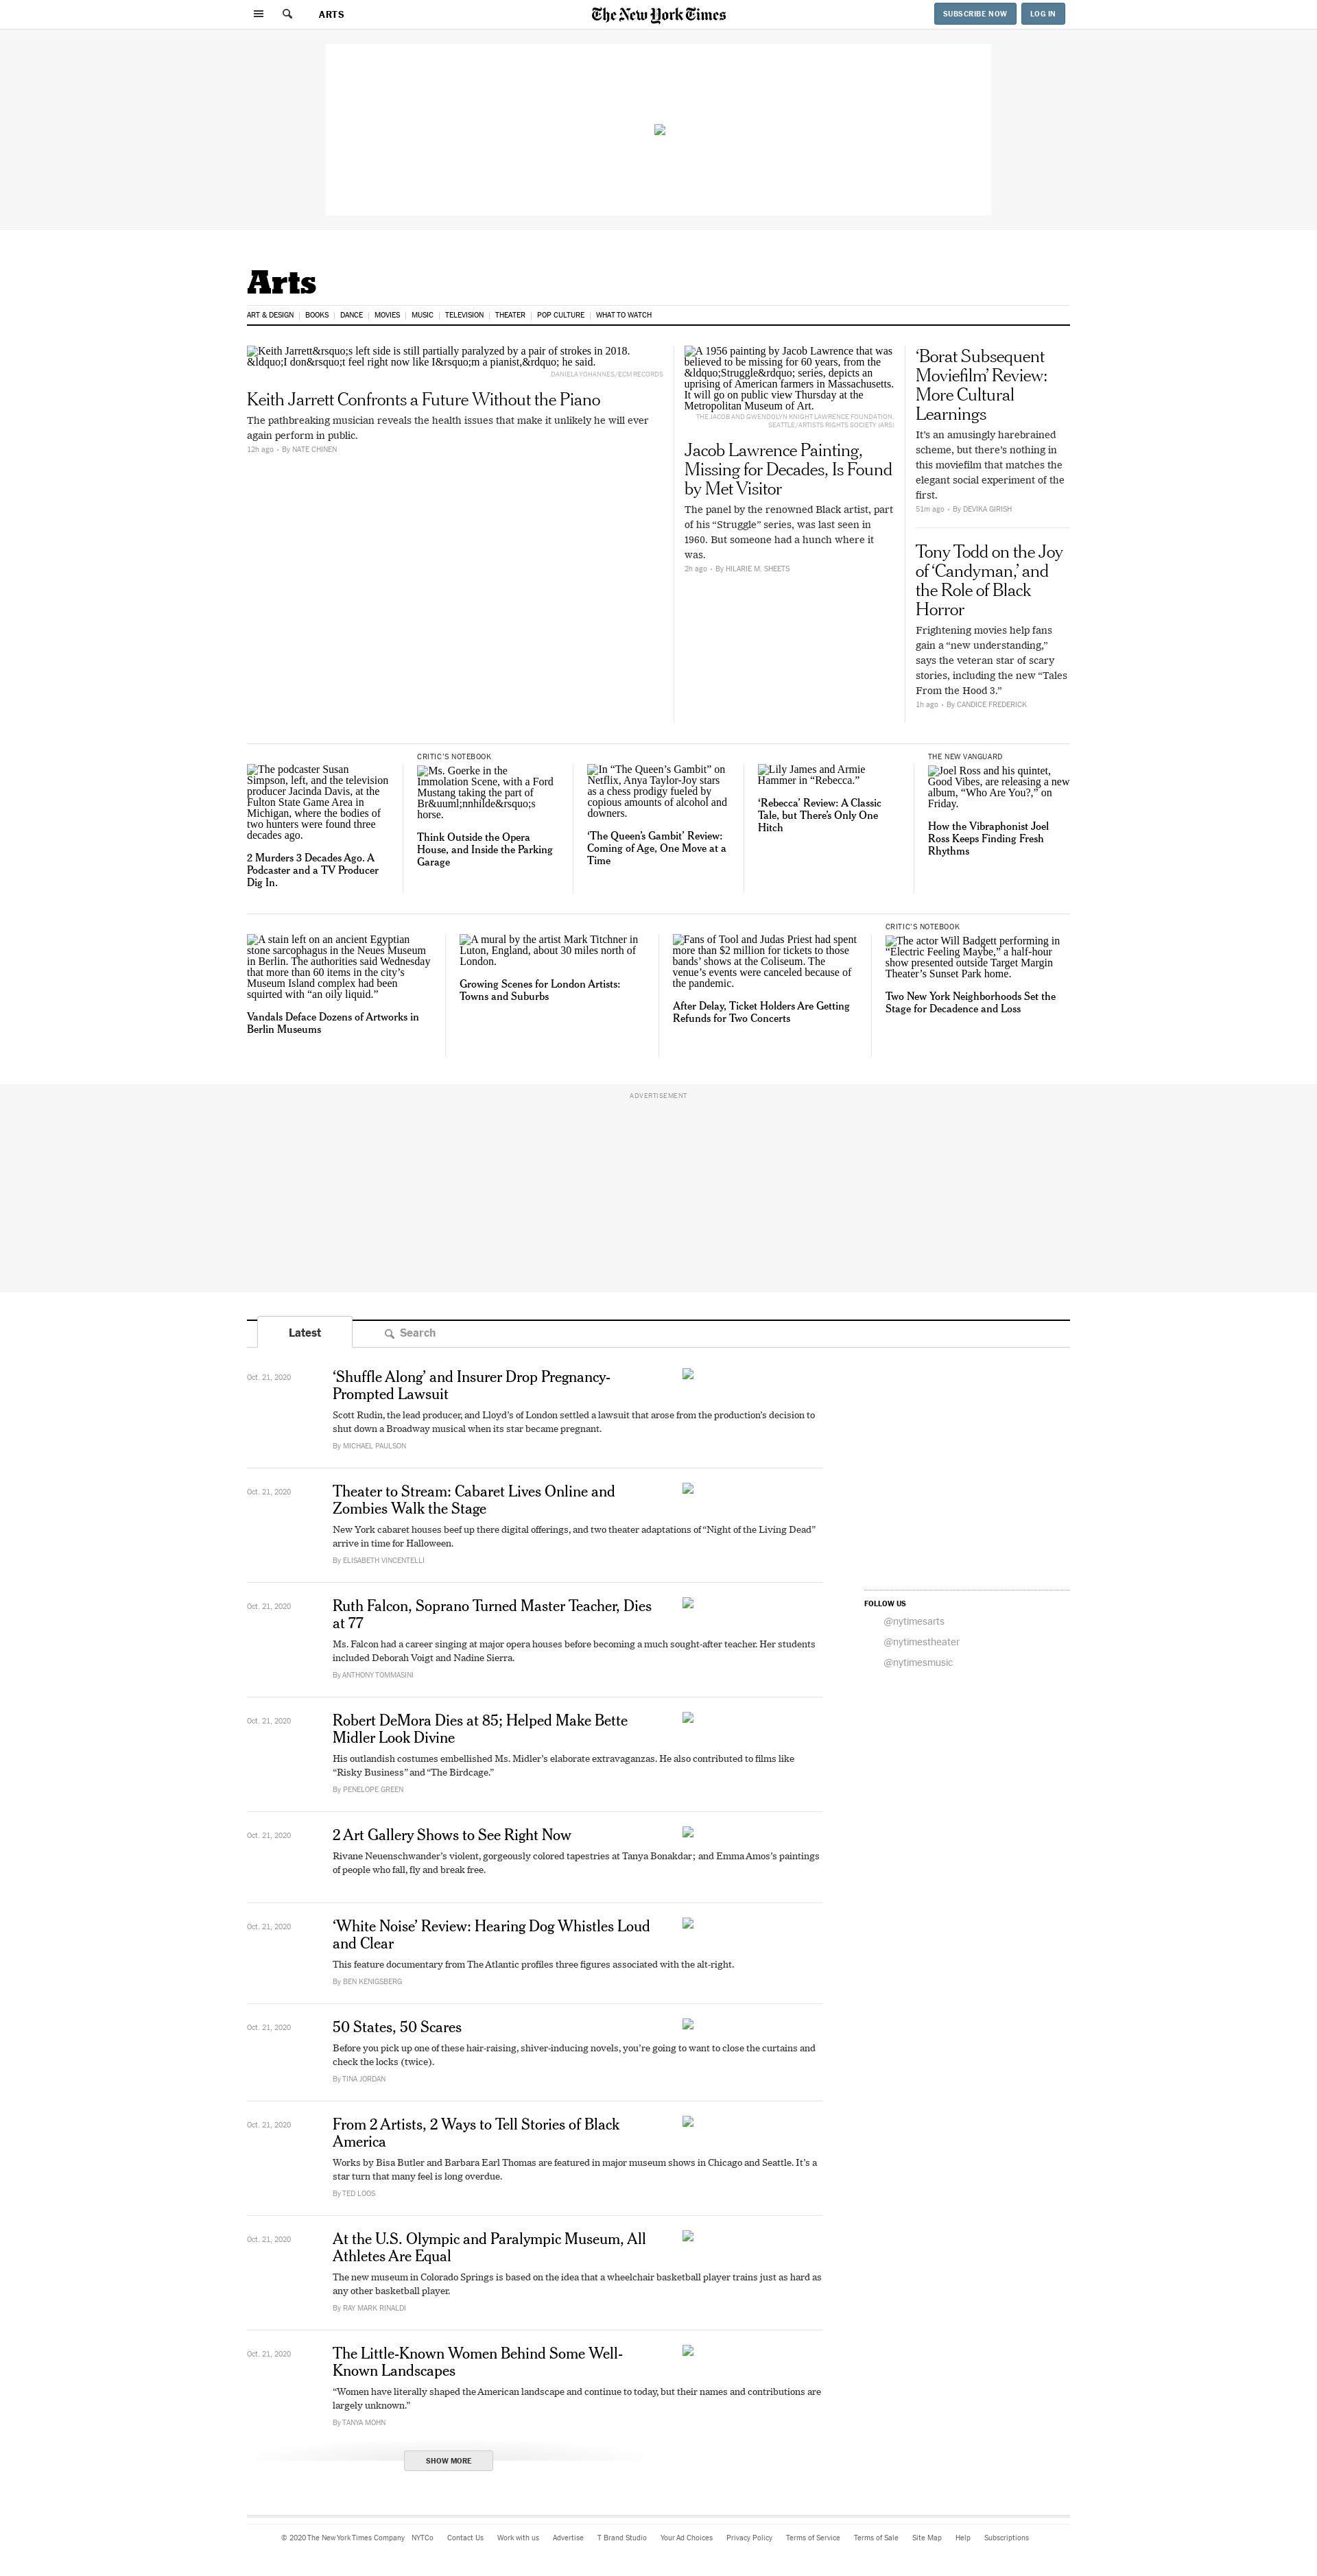 ARTS
The New York Times
SUBSCRIBE NOW
LOG IN
Arts
ART & DESIGN
BOOKS
DANCE
MOVIES
MUSIC
TELEVISION
THEATER
POP CULTURE
WHAT TO WATCH
Keith Jarrett&rsquo;s left side is still partially paralyzed by a pair of strokes in 2018.
&ldquo;I don&rsquo;t feel right now like I&rsquo;m a pianist,&rdquo; he said.
DANIELA YOHANNES/ECM RECORDS
Keith Jarrett Confronts a Future Without the Piano
The pathbreaking musician reveals the health issues that make it unlikely he will ever
again perform in public.
12h ago • By NATE CHINEN
A 1956 painting by Jacob Lawrence that was
believed to be missing for 60 years, from the
&ldquo;Struggle&rdquo; series, depicts an
uprising of American farmers in Massachusetts.
It will go on public view Thursday at the
Metropolitan Museum of Art.
THE JACOB AND GWENDOLYN KNIGHT LAWRENCE FOUNDATION,
SEATTLE/ARTISTS RIGHTS SOCIETY (ARS)
Jacob Lawrence Painting,
Missing for Decades, Is Found
by Met Visitor
The panel by the renowned Black artist, part
of his “Struggle” series, was last seen in
1960. But someone had a hunch where it
was.
2h ago • By HILARIE M. SHEETS
‘Borat Subsequent
Moviefilm’ Review:
More Cultural
Learnings
It’s an amusingly harebrained
scheme, but there’s nothing in
this moviefilm that matches the
elegant social experiment of the
first.
51m ago • By DEVIKA GIRISH
Tony Todd on the Joy
of ‘Candyman,’ and
the Role of Black
Horror
Frightening movies help fans
gain a “new understanding,”
says the veteran star of scary
stories, including the new “Tales
From the Hood 3.”
1h ago • By CANDICE FREDERICK
The podcaster Susan
Simpson, left, and the television
producer Jacinda Davis, at the
Fulton State Game Area in
Michigan, where the bodies of
two hunters were found three
decades ago.
2 Murders 3 Decades Ago. A
Podcaster and a TV Producer
Dig In.
CRITIC’S NOTEBOOK
Ms. Goerke in the
Immolation Scene, with a Ford
Mustang taking the part of
Br&uuml;nnhilde&rsquo;s
horse.
Think Outside the Opera
House, and Inside the Parking
Garage
In “The Queen’s Gambit” on
Netflix, Anya Taylor-Joy stars
as a chess prodigy fueled by
copious amounts of alcohol and
downers.
‘The Queen’s Gambit’ Review:
Coming of Age, One Move at a
Time
Lily James and Armie
Hammer in “Rebecca.”
‘Rebecca’ Review: A Classic
Tale, but There’s Only One
Hitch
THE NEW VANGUARD
Joel Ross and his quintet,
Good Vibes, are releasing a new
album, “Who Are You?,” on
Friday.
How the Vibraphonist Joel
Ross Keeps Finding Fresh
Rhythms
A stain left on an ancient Egyptian
stone sarcophagus in the Neues Museum
in Berlin. The authorities said Wednesday
that more than 60 items in the city’s
Museum Island complex had been
squirted with “an oily liquid.”
Vandals Deface Dozens of Artworks in
Berlin Museums
A mural by the artist Mark Titchner in
Luton, England, about 30 miles north of
London.
Growing Scenes for London Artists:
Towns and Suburbs
Fans of Tool and Judas Priest had spent
more than $2 million for tickets to those
bands’ shows at the Coliseum. The
venue’s events were canceled because of
the pandemic.
After Delay, Ticket Holders Are Getting
Refunds for Two Concerts
CRITIC’S NOTEBOOK
The actor Will Badgett performing in
“Electric Feeling Maybe,” a half-hour
show presented outside Target Margin
Theater’s Sunset Park home.
Two New York Neighborhoods Set the
Stage for Decadence and Loss
ADVERTISEMENT
Latest
Search
Oct. 21, 2020
‘Shuffle Along’ and Insurer Drop Pregnancy-
Prompted Lawsuit
Scott Rudin, the lead producer, and Lloyd’s of London settled a lawsuit that arose from the production’s decision to
shut down a Broadway musical when its star became pregnant.
By MICHAEL PAULSON
Oct. 21, 2020
Theater to Stream: Cabaret Lives Online and
Zombies Walk the Stage
New York cabaret houses beef up there digital offerings, and two theater adaptations of “Night of the Living Dead”
arrive in time for Halloween.
By ELISABETH VINCENTELLI
Oct. 21, 2020
Ruth Falcon, Soprano Turned Master Teacher, Dies
at 77
Ms. Falcon had a career singing at major opera houses before becoming a much sought-after teacher. Her students
included Deborah Voigt and Nadine Sierra.
By ANTHONY TOMMASINI
Oct. 21, 2020
Robert DeMora Dies at 85; Helped Make Bette
Midler Look Divine
His outlandish costumes embellished Ms. Midler’s elaborate extravaganzas. He also contributed to films like
“Risky Business” and “The Birdcage.”
By PENELOPE GREEN
Oct. 21, 2020
2 Art Gallery Shows to See Right Now
Rivane Neuenschwander’s violent, gorgeously colored tapestries at Tanya Bonakdar; and Emma Amos’s paintings
of people who fall, fly and break free.
Oct. 21, 2020
‘White Noise’ Review: Hearing Dog Whistles Loud
and Clear
This feature documentary from The Atlantic profiles three figures associated with the alt-right.
By BEN KENIGSBERG
Oct. 21, 2020
50 States, 50 Scares
Before you pick up one of these hair-raising, shiver-inducing novels, you’re going to want to close the curtains and
check the locks (twice).
By TINA JORDAN
Oct. 21, 2020
From 2 Artists, 2 Ways to Tell Stories of Black
America
Works by Bisa Butler and Barbara Earl Thomas are featured in major museum shows in Chicago and Seattle. It’s a
star turn that many feel is long overdue.
By TED LOOS
Oct. 21, 2020
At the U.S. Olympic and Paralympic Museum, All
Athletes Are Equal
The new museum in Colorado Springs is based on the idea that a wheelchair basketball player trains just as hard as
any other basketball player.
By RAY MARK RINALDI
Oct. 21, 2020
The Little-Known Women Behind Some Well-
Known Landscapes
“Women have literally shaped the American landscape and continue to today, but their names and contributions are
largely unknown.”
By TANYA MOHN
SHOW MORE
FOLLOW US
@nytimesarts
@nytimestheater
@nytimesmusic
© 2020 The New York Times Company
NYTCo
Contact Us
Work with us
Advertise
T Brand Studio
Your Ad Choices
Privacy Policy
Terms of Service
Terms of Sale
Site Map
Help
Subscriptions